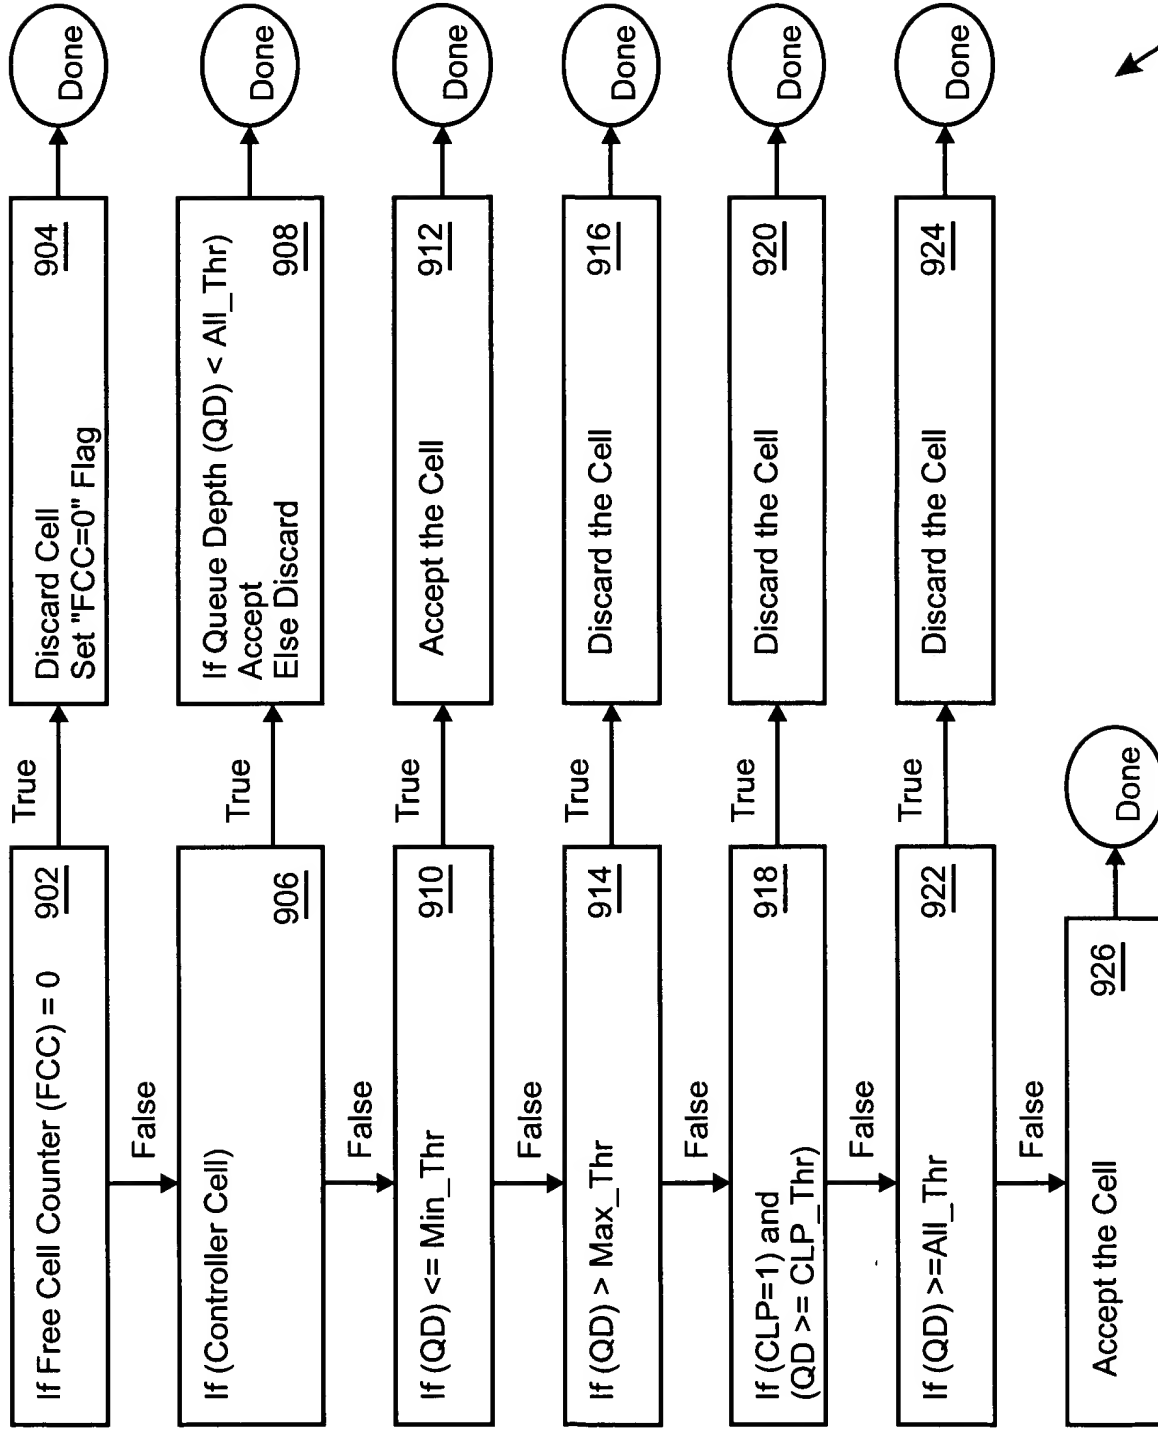 If Free Cell Counter (FCC) = 0
902
True
Discard Cell
Set "FCC=0" Flag
904
Done
False
If (Controller Cell)
906
True
If Queue Depth (QD) < All_Thr)
Accept
Else Discard
908
Done
False
If (QD) <= Min_Thr
910
True
Accept the Cell
912
Done
False
If (QD) > Max_Thr
914
True
Discard the Cell
916
Done
False
If (CLP=1) and
(QD >= CLP_Thr)
918
True
Discard the Cell
920
Done
False
If (QD) >=All_Thr
922
True
Discard the Cell
924
Done
False
Accept the Cell
926
Done